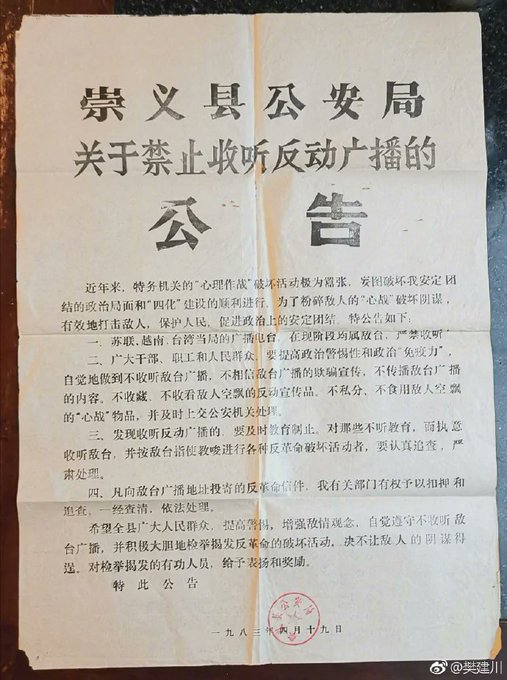 崇义县公安局
关于禁止收听反动广播的
公告
近年来，特务机关的“心理作战”破坏活动极为嚣张，妄图破坏我安定团
结的政治局面和“四化”建设的顺利进行，为了粉碎敌人的“心战”破坏阴谋，
有效地打击敌人，保护人民，促进政治上的安定团结，特公告如下：
一、苏联、越南、台湾当局的广播电台，在现阶段均属敌台，严禁收听。
二、广大干部、职工和人民群众，要提高政治警惕性和政治“免疫力”，
自觉地做到不收听敌台广播，不相信敌台广播的欺骗宣传，不传播敌台广播
的内容。不收藏、不收看敌人空飘的反动宣传品。不私分、不食用敌人空飘
的“心战”物品，并及时上交公安机关处理。
三、发现收听反动广播的，要及时教育制止。对那些不听教育，而执意
收听敌台，并按敌台指使教唆进行各种反革命破坏活动者，要认真追查，严
肃处理。
四、凡向敌台广播地址投寄的反革命信件，我有关部门有权予以扣押和
追查，一经查清，依法处理。
希望全县广大人民群众，提高警惕，增强敌情观念，自觉遵守不收听敌
台广播，并积极大胆地检举揭发反革命的破坏活动，决不让敌人的阴谋得
逞。对检举揭发的有功人员，给予表扬和奖励。
特此公告
一九八三年四月十九日
@樊建川